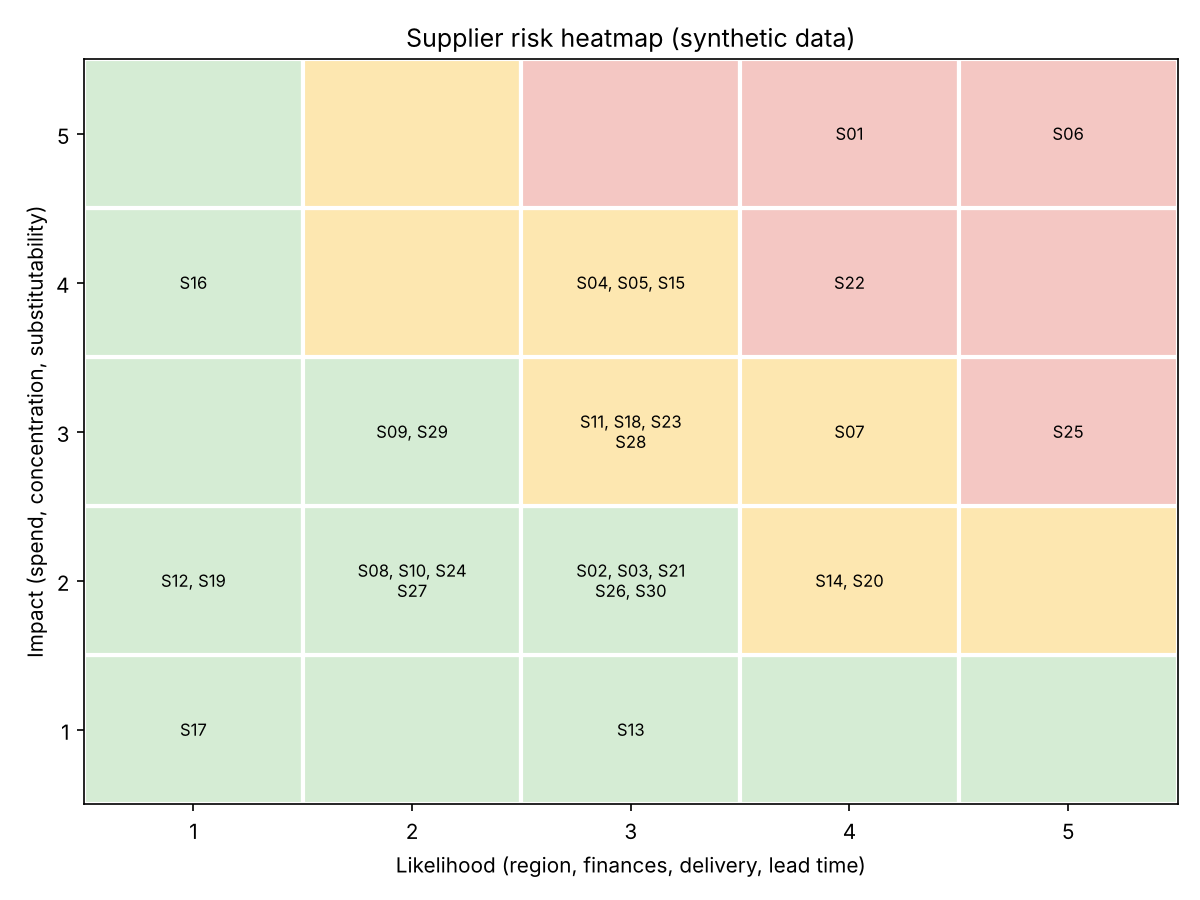 Supplier risk heatmap (synthetic data)
Impact (spend, concentration, substitutability)
5
S01
S06
4
S16
S04, S05, S15
S22
3
S09, S29
S11, S18, S23
S28
S07
S25
2
S12, S19
S08, S10, S24
S27
S02, S03, S21
S26, S30
S14, S20
1
S17
S13
1
2
3
4
5
Likelihood (region, finances, delivery, lead time)